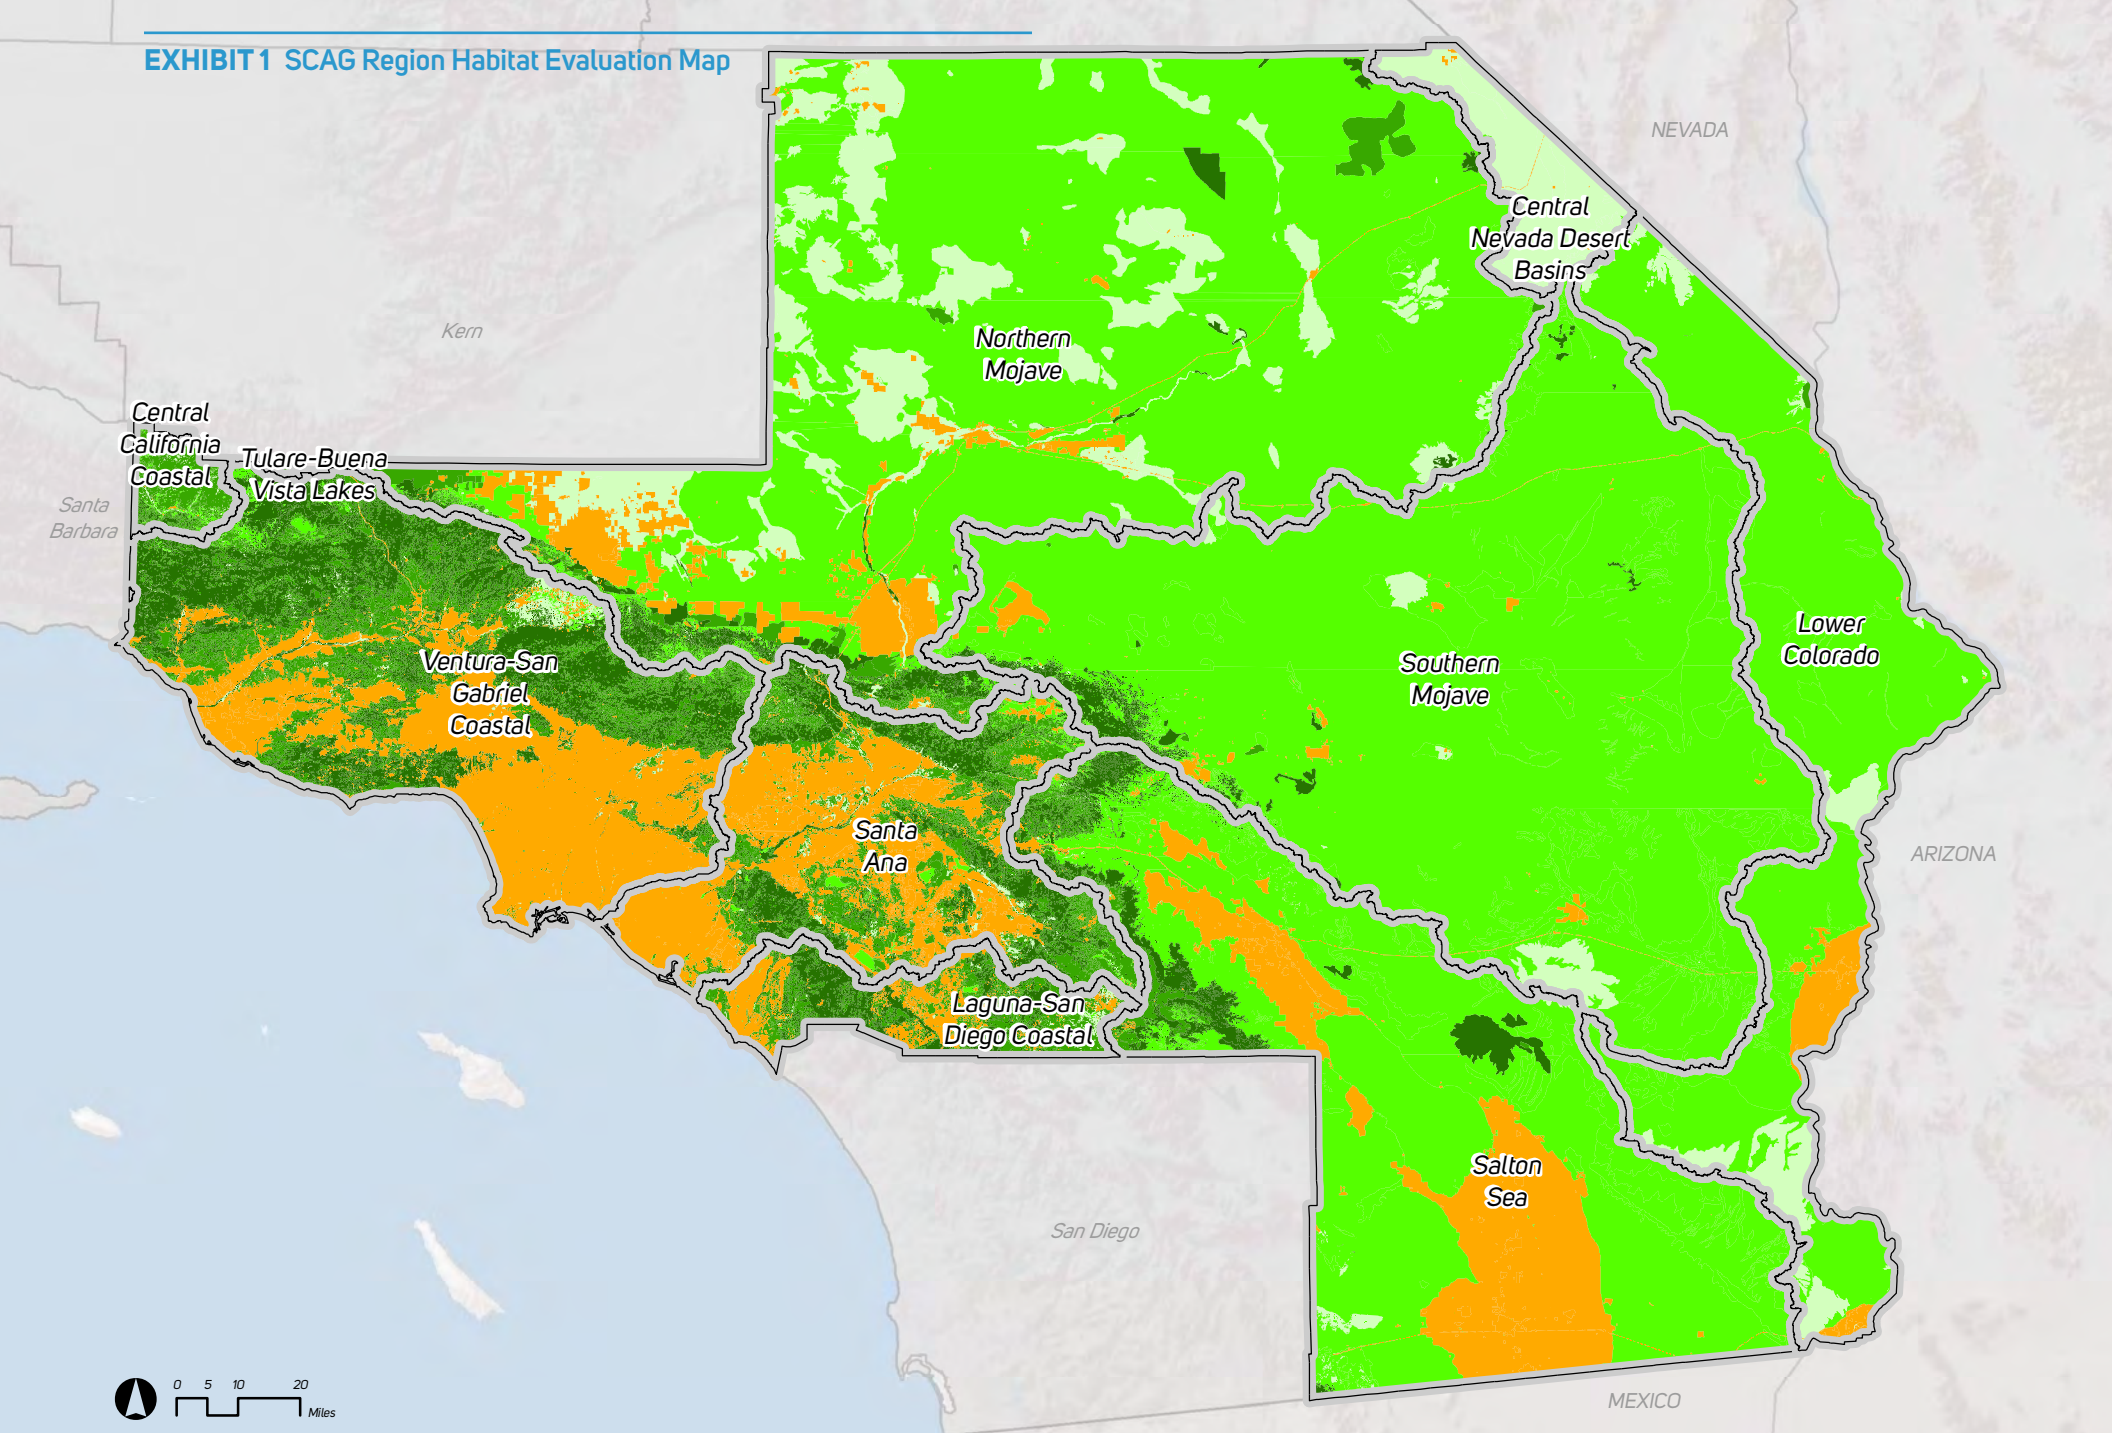 EXHIBIT 1 SCAG Region Habitat Evaluation Map
NEVADA
Central
Nevada Desert
Basins
Kern
Northern
Mojave
Central
California
Coastal
Tulare-Buena
Vista Lakes
Santa
Barbara
Lower
Colorado
Southern
Mojave
Ventura-San
Gabriel
Coastal
Santa
Ana
ARIZONA
Laguna-San
Diego Coastal
Salton
Sea
San Diego
MEXICO
0 5 10 20
Miles